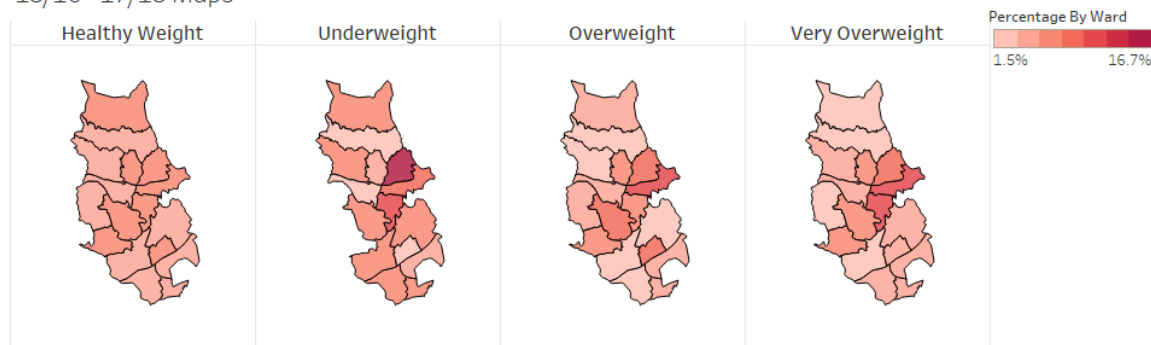 Healthy Weight
Underweight
Overweight
Very Overweight
Percentage By Ward
1.5%
16.7%